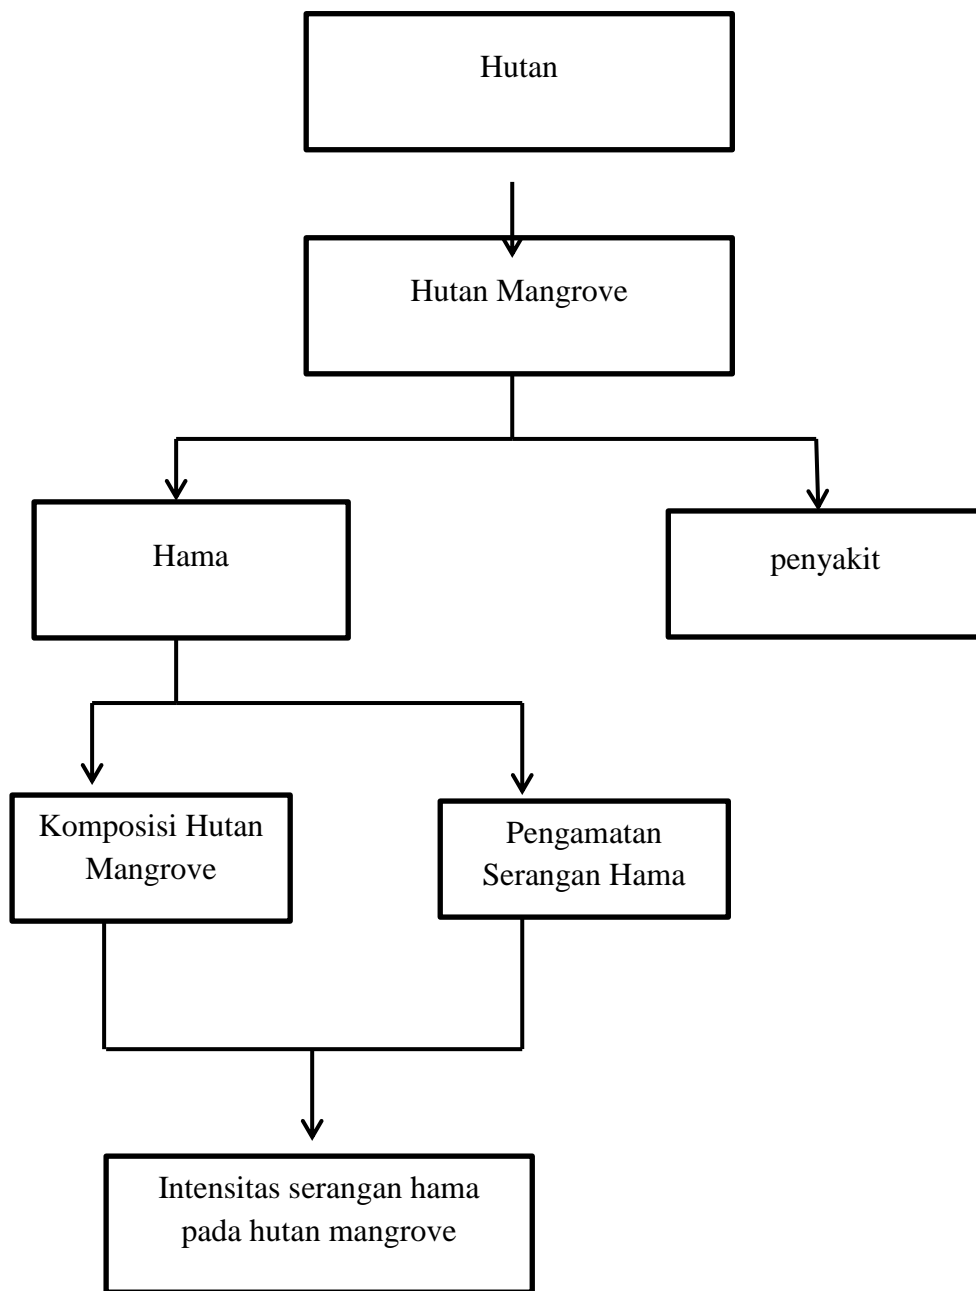 Hutan
Hutan Mangrove
Hama
penyakit
Komposisi Hutan
Mangrove
Pengamatan
Serangan Hama
Intensitas serangan hama
pada hutan mangrove